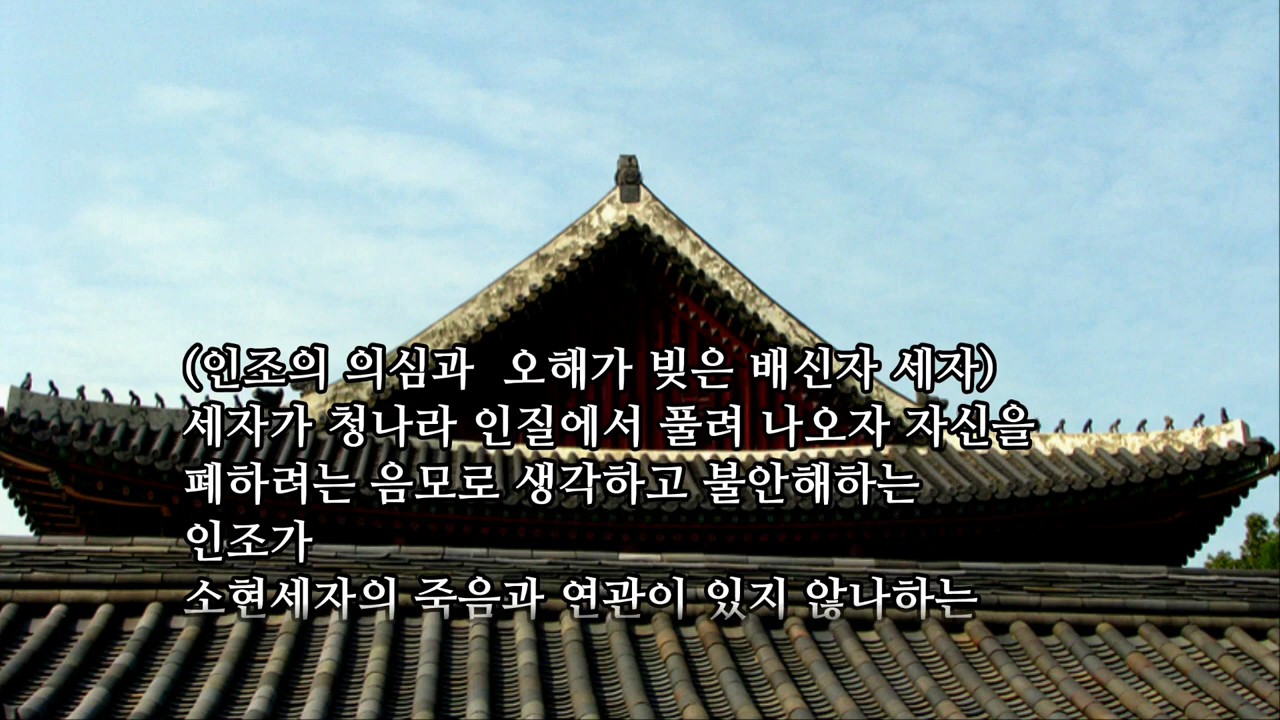 (인조의 의심과  오해가 빚은 배신자 세자)
세자가 청나라 인질에서 풀려 나오자 자신을
폐하려는 음모로 생각하고 불안해하는
인조가
소현세자의 죽음과 연관이 있지 않나하는